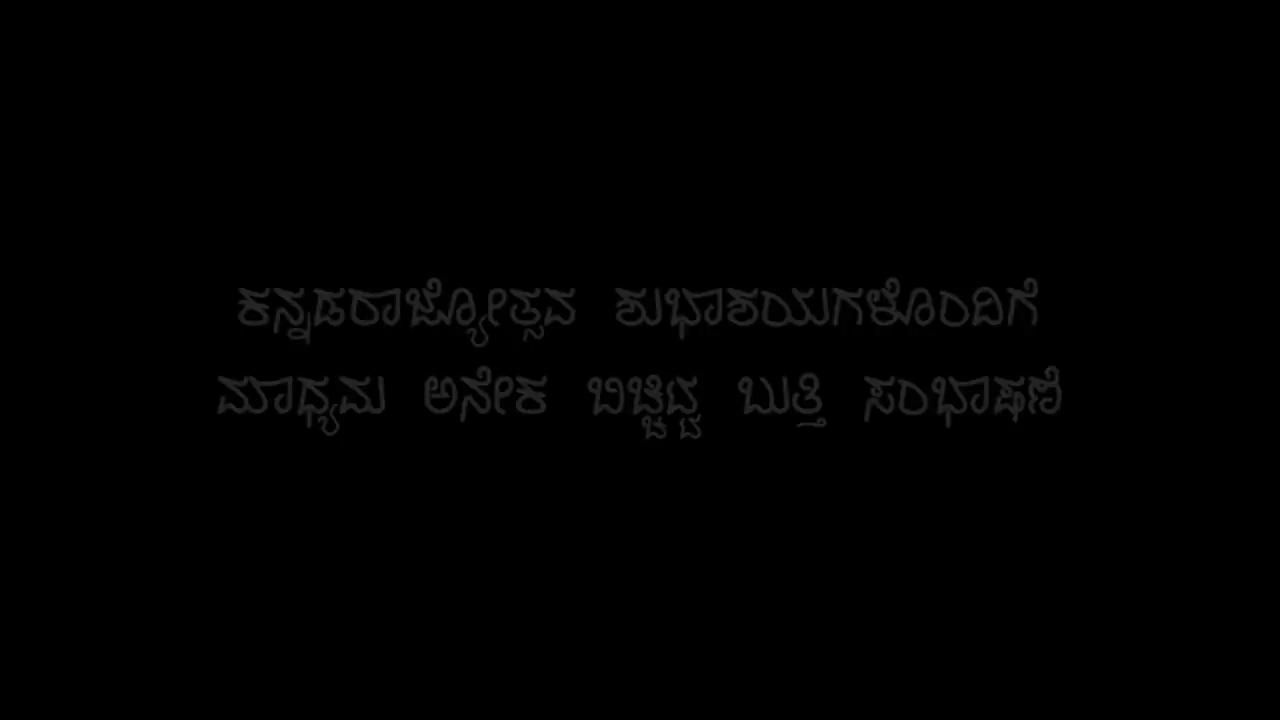 ಕನ್ನಡರಾಜ್ಯೋತ್ಸವ ಶುಭಾಶಯಗಳೊಂದಿಗೆ
ಮಾಧ್ಯಮ ಅನೇಕ ಬಿಚ್ಚಿಟ್ಟ ಬುತ್ತಿ ಸಂಭಾಷಣೆ